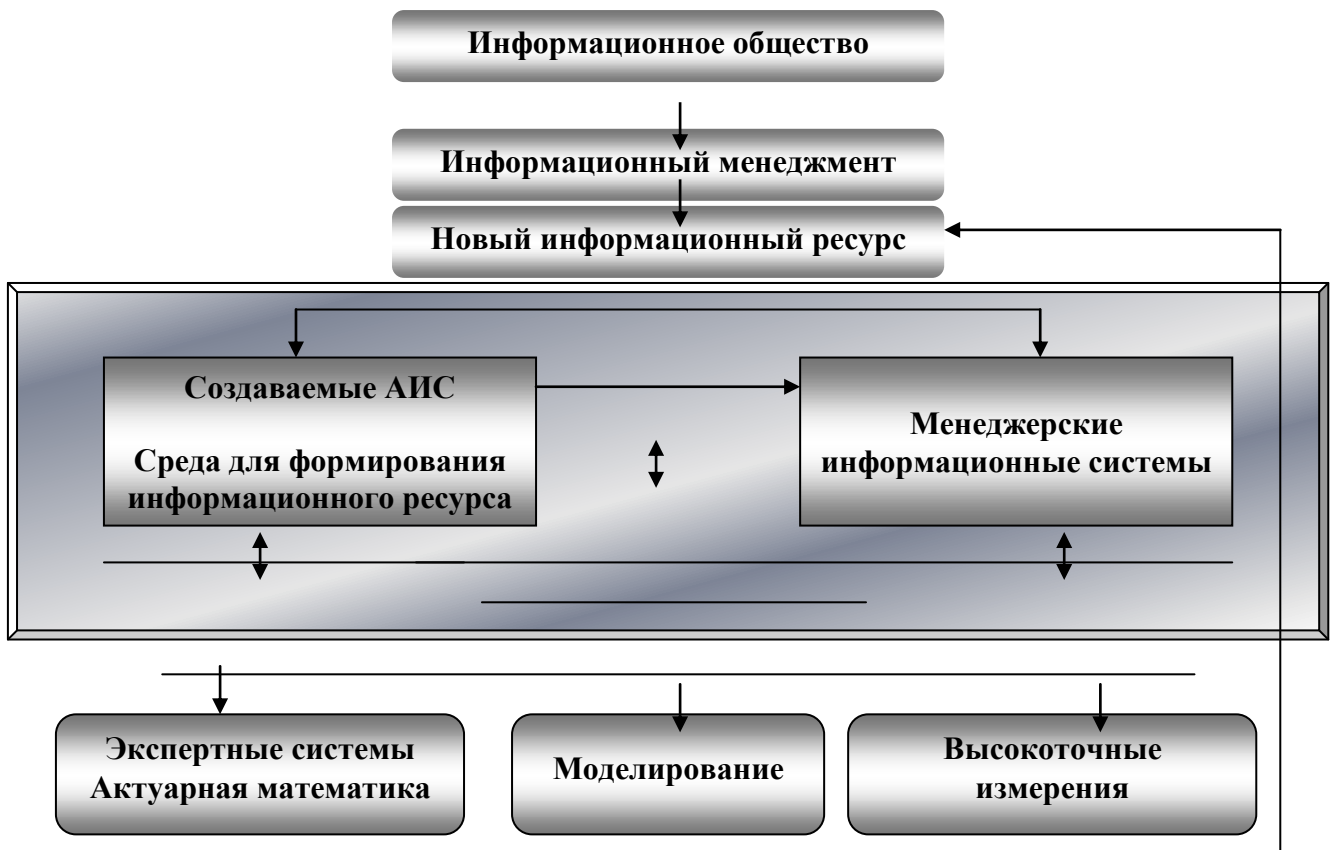 Информационное общество
Информационный менеджмент
Новый информационный ресурс
Создаваемые АИС
Среда для формирования
информационного ресурса
Менеджерские
информационные системы
Экспертные системы
Актуарная математика
Моделирование
Высокоточные
измерения